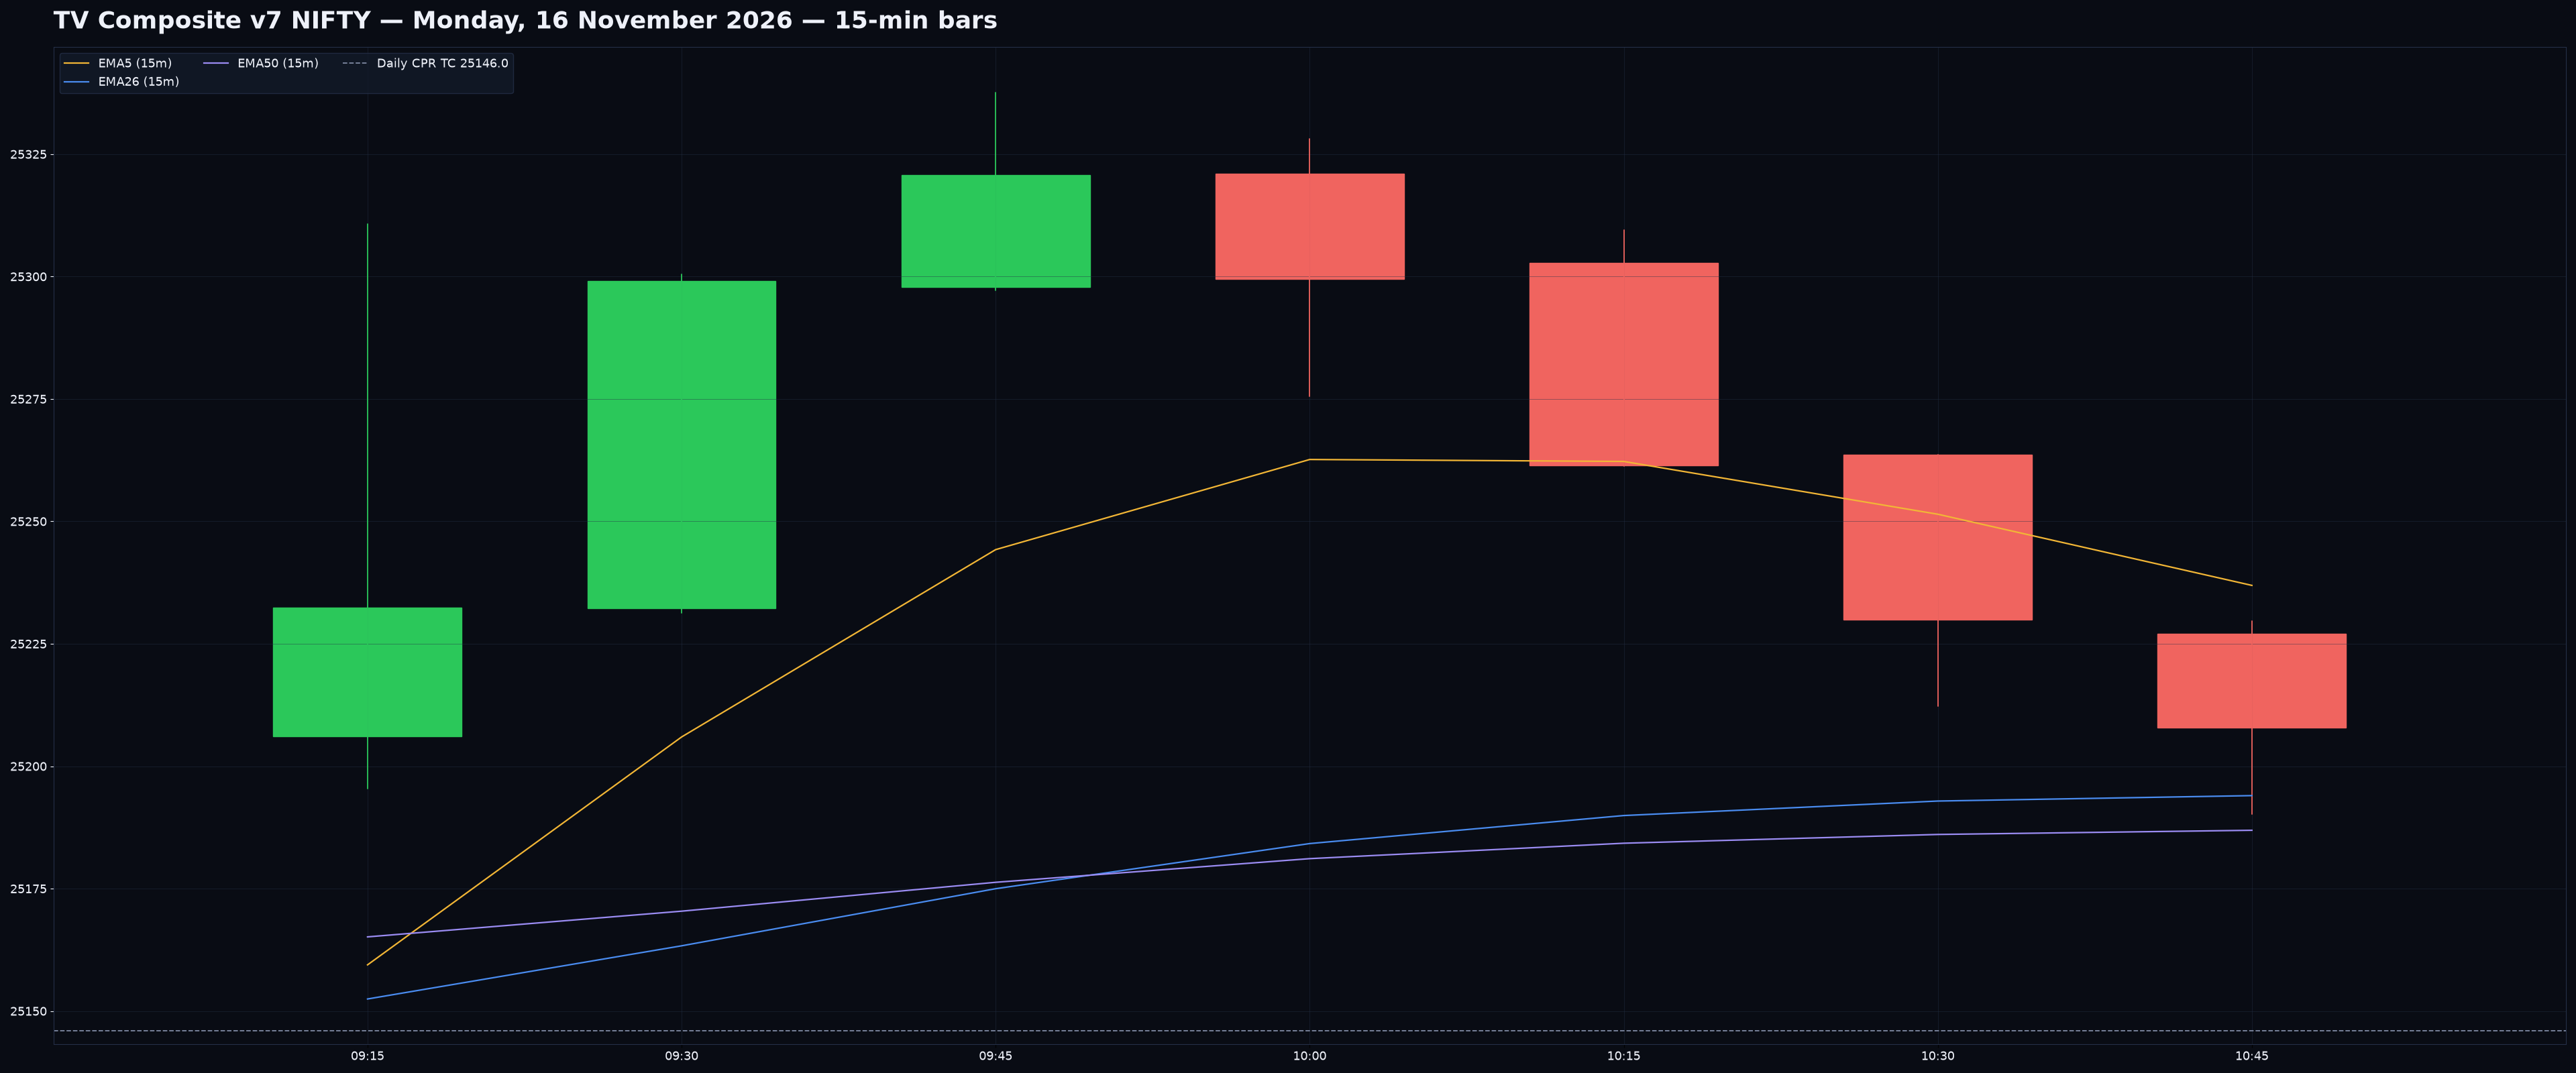 TV Composite v7 NIFTY — Monday, 16 November 2026 — 15-min bars
EMA5 (15m) EMA50 (15m) Daily CPR TC 25146.0
EMA26 (15m)
25325
25300
25275
25250
25225
25200
25175
25150
09:15 09:30 09:45 10:00 10:15 10:30 10:45